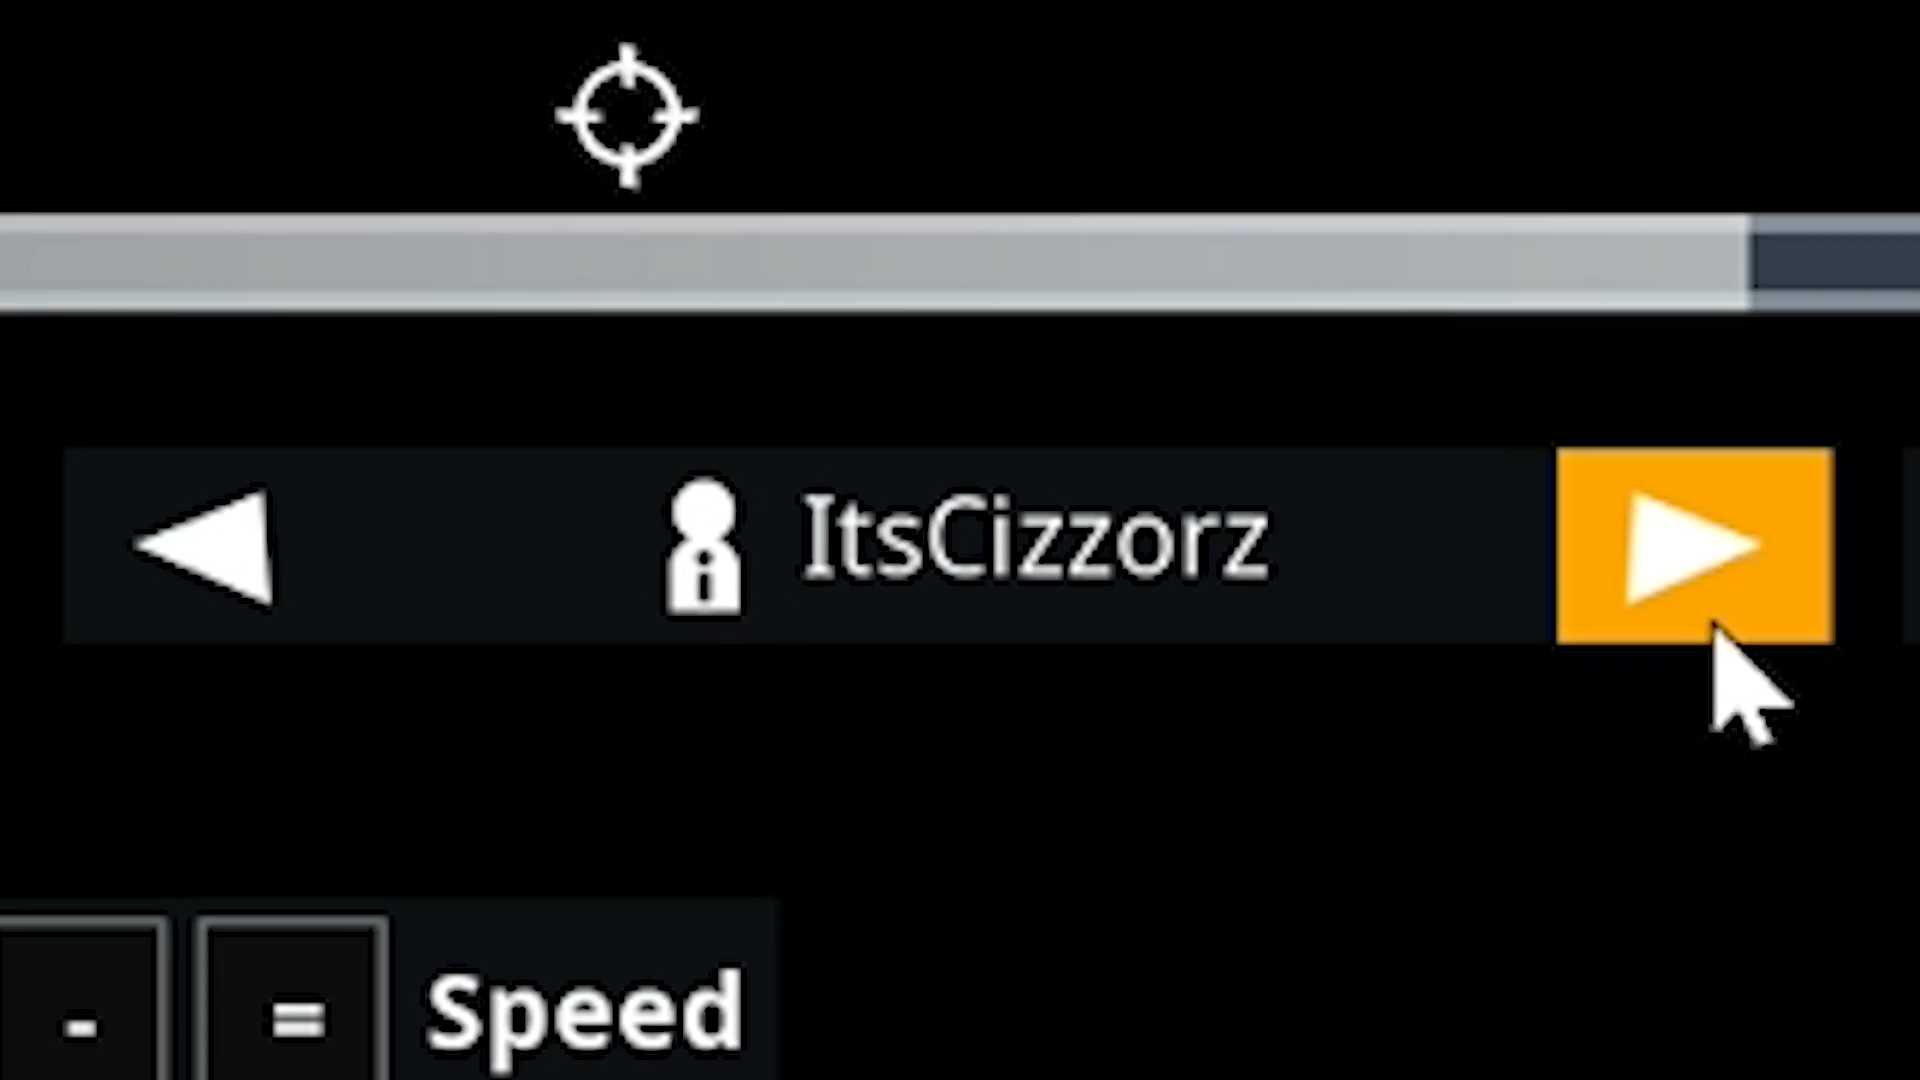 ItsCizzorz
- = Speed